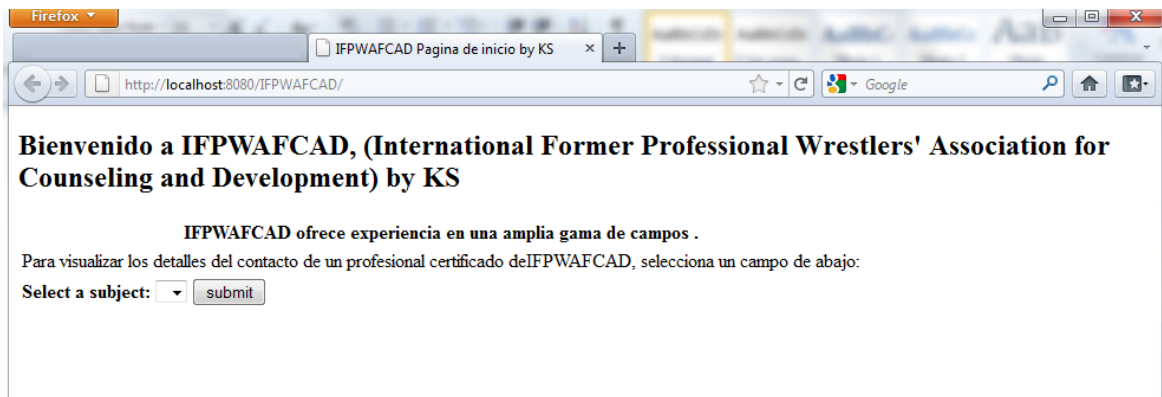 Firefox
IFPWAFCAD Pagina de inicio by KS
http://localhost:8080/IFPWAFCAD/
Google
Bienvenido a IFPWAFCAD, (International Former Professional Wrestlers' Association for
Counseling and Development) by KS
IFPWAFCAD ofrece experiencia en una amplia gama de campos .
Para visualizar los detalles del contacto de un profesional certificado deIFPWAFCAD, selecciona un campo de abajo:
Select a subject: submit